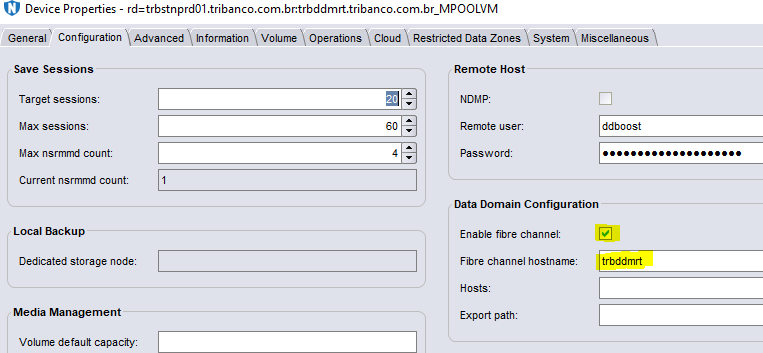 Device Properties - rd=trbstnprd01.tribanco.com.br:trbddmrt.tribanco.com.br_MPOOLVM
General Configuration Advanced Information Volume Operations Cloud Restricted Data Zones System Miscellaneous
Save Sessions
Target sessions: 20
Max sessions: 60
Max nsrmmd count: 4
Current nsrmmd count: 1
Local Backup
Dedicated storage node:
Media Management
Volume default capacity:
Remote Host
NDMP:
Remote user: ddboost
Password: ●●●●●●●●●●●●●●●●●●●●
Data Domain Configuration
Enable fibre channel:
Fibre channel hostname: trbddmrt
Hosts:
Export path: